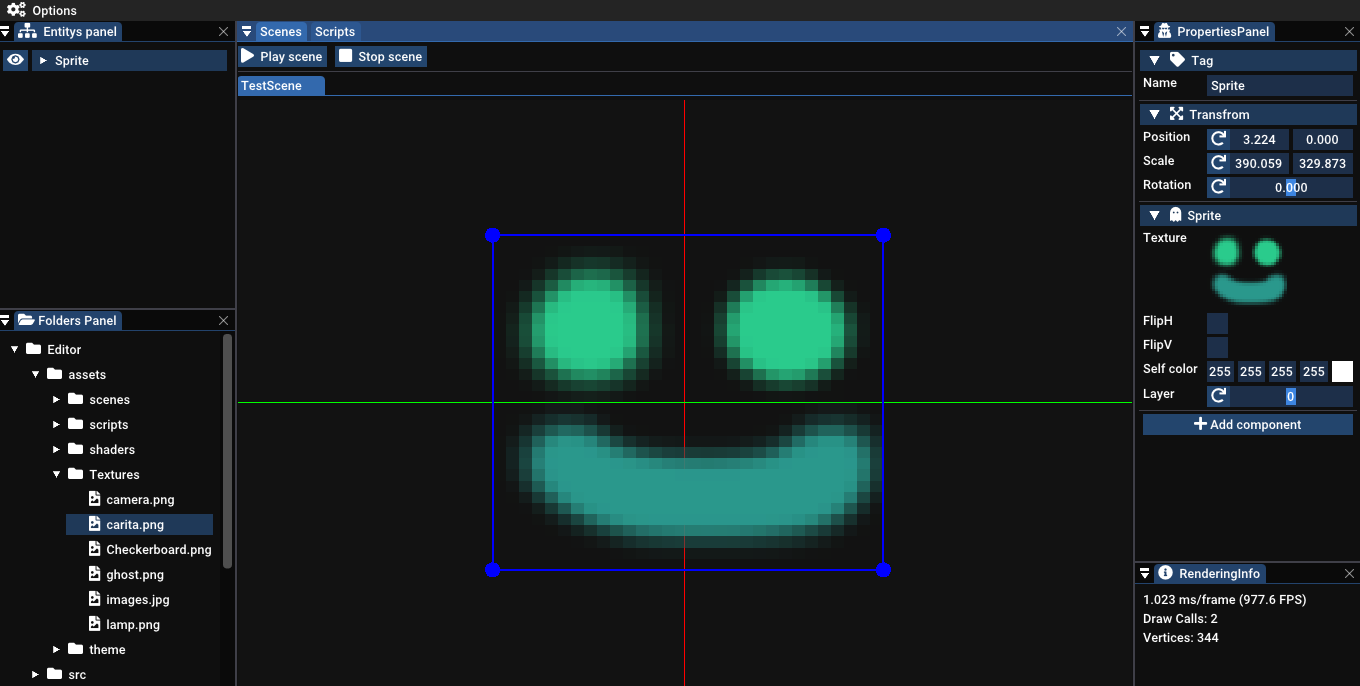 Options
Entitys panel
Sprite
Folders Panel
Editor
assets
scenes
scripts
shaders
Textures
camera.png
carita.png
Checkerboard.png
ghost.png
images.jpg
lamp.png
theme
src
Scenes Scripts
Play scene Stop scene
TestScene
PropertiesPanel
Tag
Name Sprite
Transfrom
Position 3.224 0.000
Scale 390.059 329.873
Rotation 0.000
Sprite
Texture
FlipH
FlipV
Self color 255 255 255 255
Layer 0
Add component
RenderingInfo
1.023 ms/frame (977.6 FPS)
Draw Calls: 2
Vertices: 344